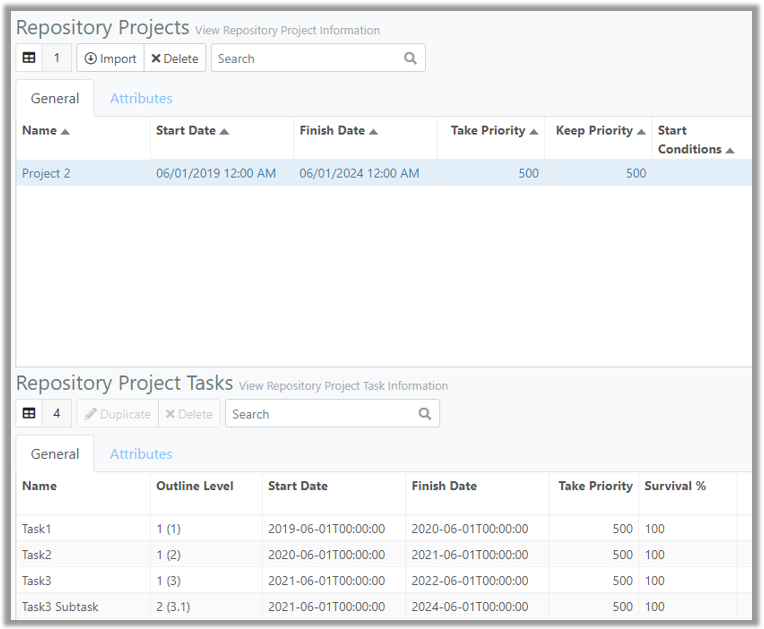 Repository Projects View Repository Project Information
1 Import Delete Search
General Attributes
Name Start Date Finish Date Take Priority Keep Priority Start Conditions
Project 2 06/01/2019 12:00 AM 06/01/2024 12:00 AM 500 500
Repository Project Tasks View Repository Project Task Information
4 Duplicate Delete Search
General Attributes
Name Outline Level Start Date Finish Date Take Priority Survival %
Task1 1 (1) 2019-06-01T00:00:00 2020-06-01T00:00:00 500 100
Task2 1 (2) 2020-06-01T00:00:00 2021-06-01T00:00:00 500 100
Task3 1 (3) 2021-06-01T00:00:00 2022-06-01T00:00:00 500 100
Task3 Subtask 2 (3.1) 2021-06-01T00:00:00 2024-06-01T00:00:00 500 100